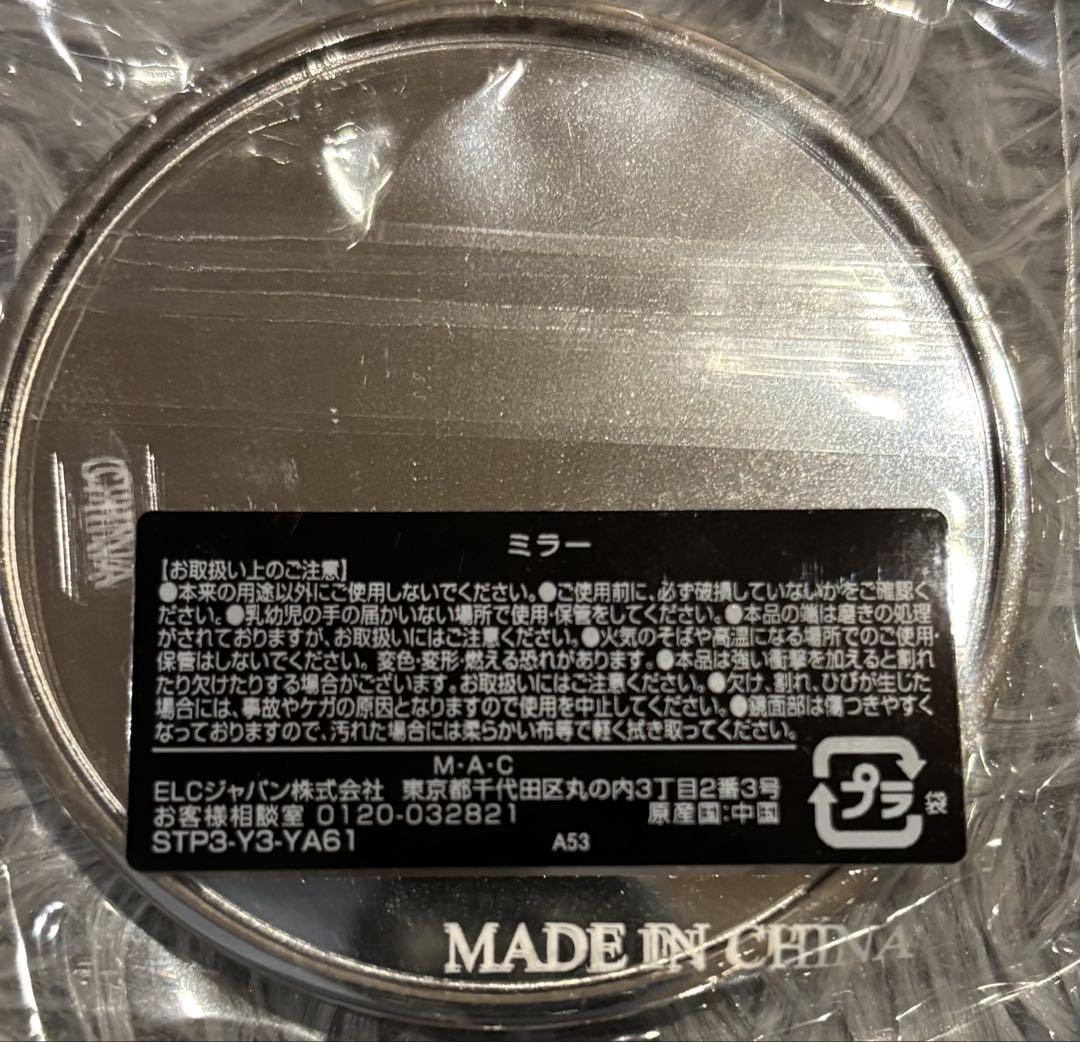 CHINA
ミラー
【お取扱い上のご注意】
●本来の用途以外にご使用しないでください。●ご使用前に、必ず破損していないかをご確認く
ださい。●乳幼児の手の届かない場所で使用・保管をしてください。●本品の端は磨きの処理
がされておりますが、お取扱いにはご注意ください。●火気のそばや高温になる場所でのご使用・
保管はしないでください。変色・変形・燃える恐れがあります。●本品は強い衝撃を加えると割れ
たり欠けたりする場合がございます。お取扱いにはご注意ください。●欠け、割れ、ひびが生じた
場合には、事故やケガの原因となりますので使用を中止してください。●鏡面部は傷つきやすく
なっておりますので、汚れた場合には柔らかい布等で軽く拭き取ってください。
M・A・C
ELCジャパン株式会社 東京都千代田区丸の内3丁目2番3号
お客様相談室 0120-032821 原産国:中国
STP3-Y3-YA61 A53
プラ 袋
MADE IN CHINA